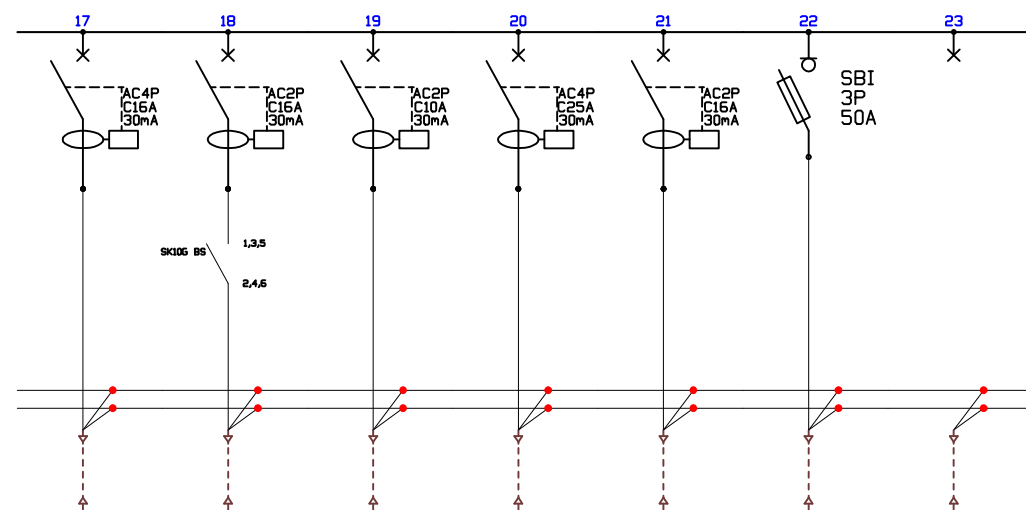 17 18 19 20 21 22 23
AC4P
C16A
30mA
AC2P
C16A
30mA
AC2P
C10A
30mA
AC4P
C25A
30mA
AC2P
C16A
30mA
SBI
3P
50A
1,3,5
SK10G BS
2,4,6